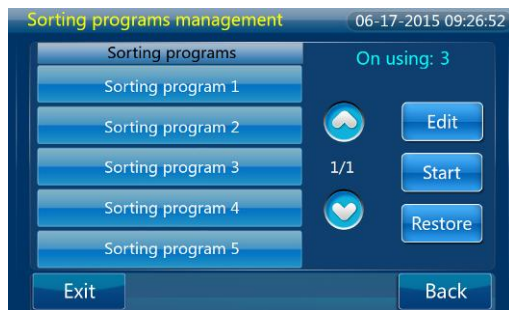 Sorting programs management 06-17-2015 09:26:52
Sorting programs
On using: 3
Sorting program 1
Sorting program 2
Sorting program 3
Sorting program 4
Sorting program 5
1/1
Edit
Start
Restore
Exit
Back